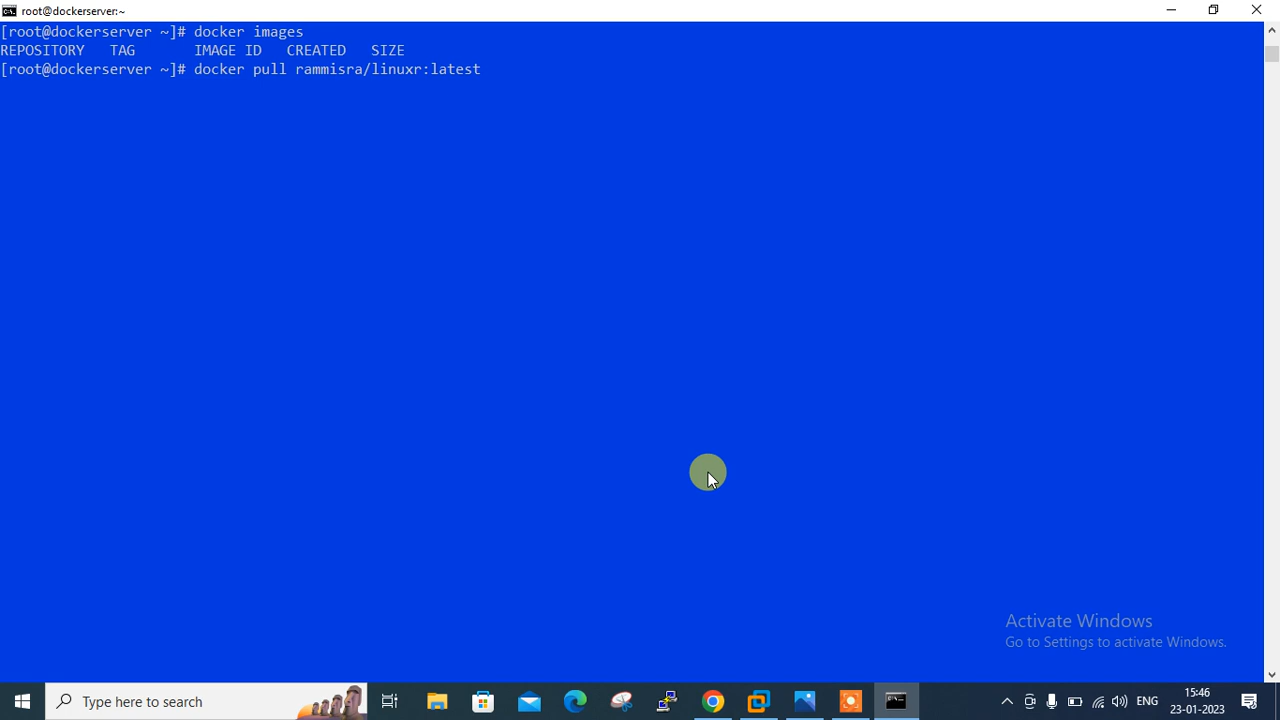 root@dockerserver:~
[root@dockerserver ~]# docker images
REPOSITORY TAG IMAGE ID CREATED SIZE
[root@dockerserver ~]# docker pull rammisra/linuxr:latest
Activate Windows
Go to Settings to activate Windows.
Type here to search
ENG
15:46
23-01-2023